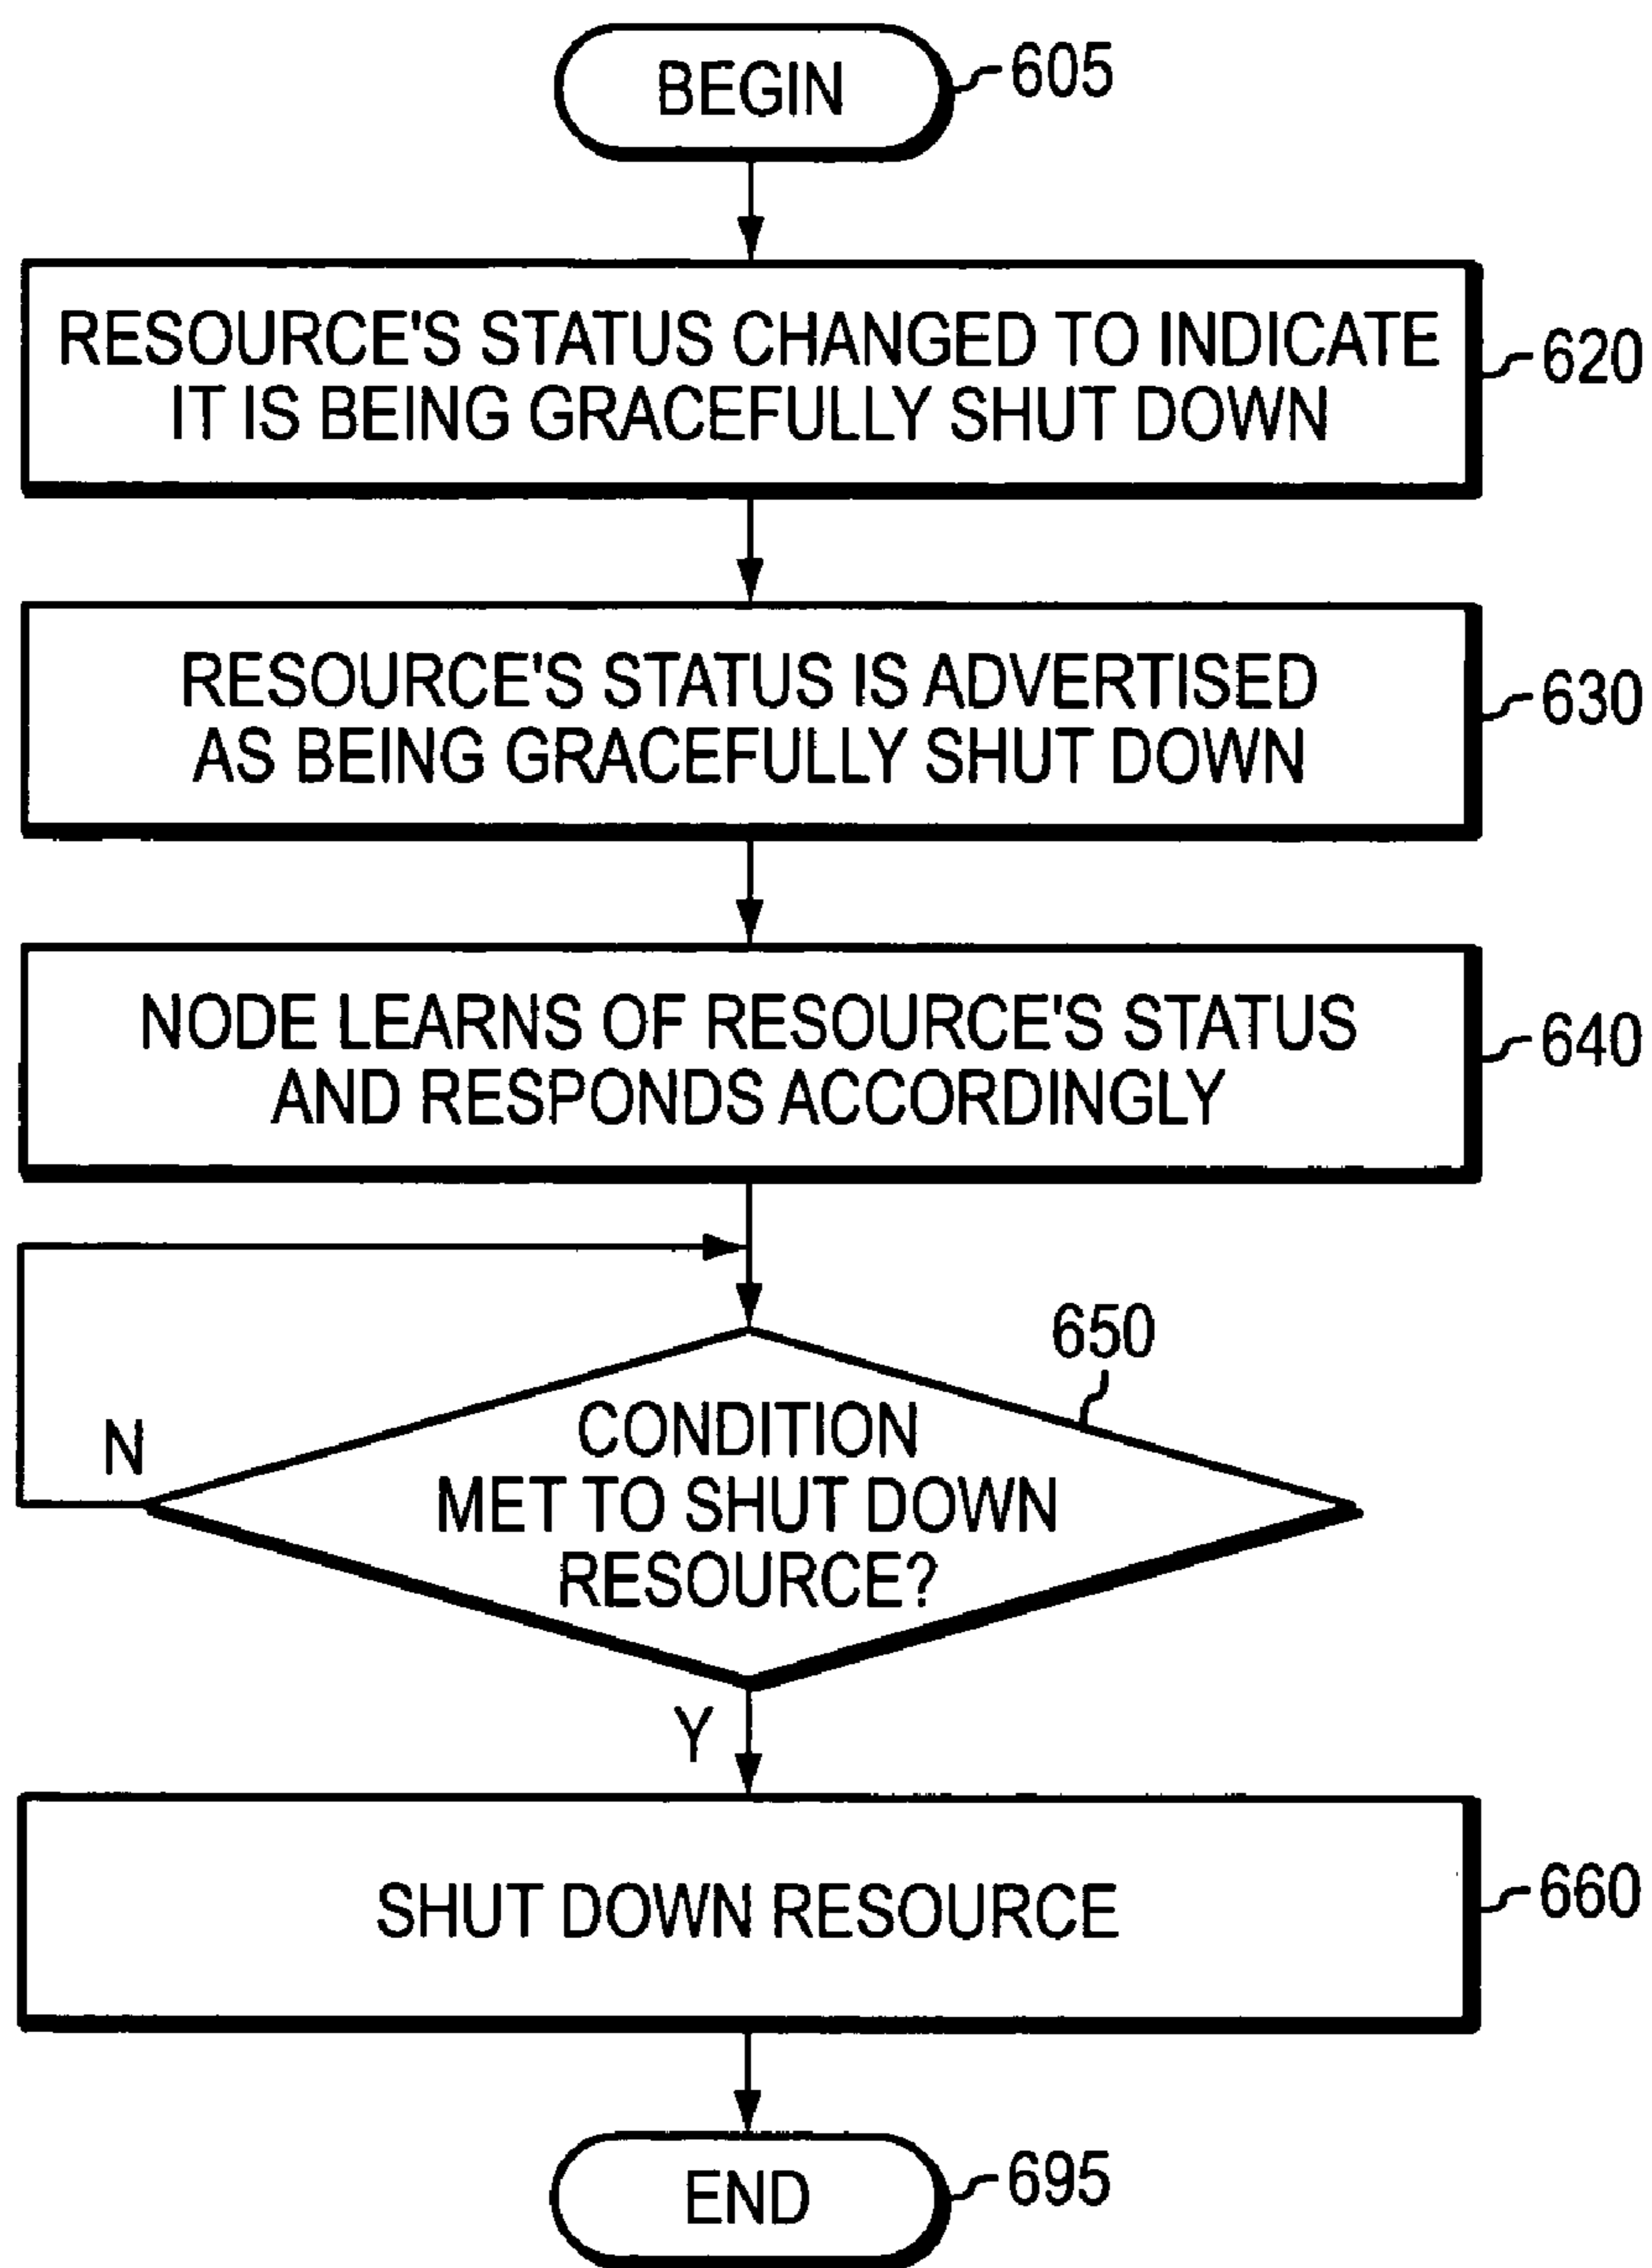 BEGIN
605
RESOURCE'S STATUS CHANGED TO INDICATE
IT IS BEING GRACEFULLY SHUT DOWN
620
RESOURCE'S STATUS IS ADVERTISED
AS BEING GRACEFULLY SHUT DOWN
630
NODE LEARNS OF RESOURCE'S STATUS
AND RESPONDS ACCORDINGLY
640
650
N
CONDITION
MET TO SHUT DOWN
RESOURCE?
Y
SHUT DOWN RESOURCE
660
END
695